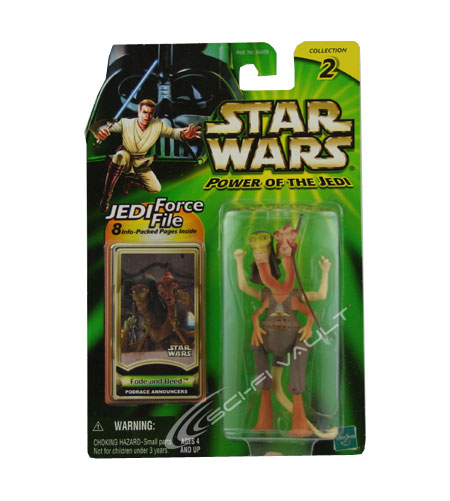 COLLECTION
2
STAR
WARS
POWER OF THE JEDI
JEDI Force
File
8 Info-Packed Pages Inside
STAR
WARS
Fode and Beed™
PODRACE ANNOUNCERS
SCI-FI VAULT
WARNING:
CHOKING HAZARD-Small parts.
Not for children under 3 years.
AGES 4
AND UP
Hasbro